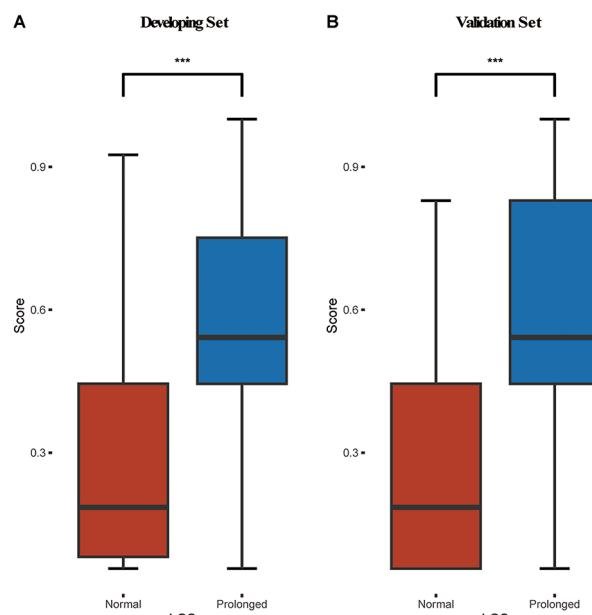 A
Developing Set
***
0.9
0.6
0.3
Score
Normal
Prolonged
B
Validation Set
***
0.9
0.6
0.3
Score
Normal
Prolonged